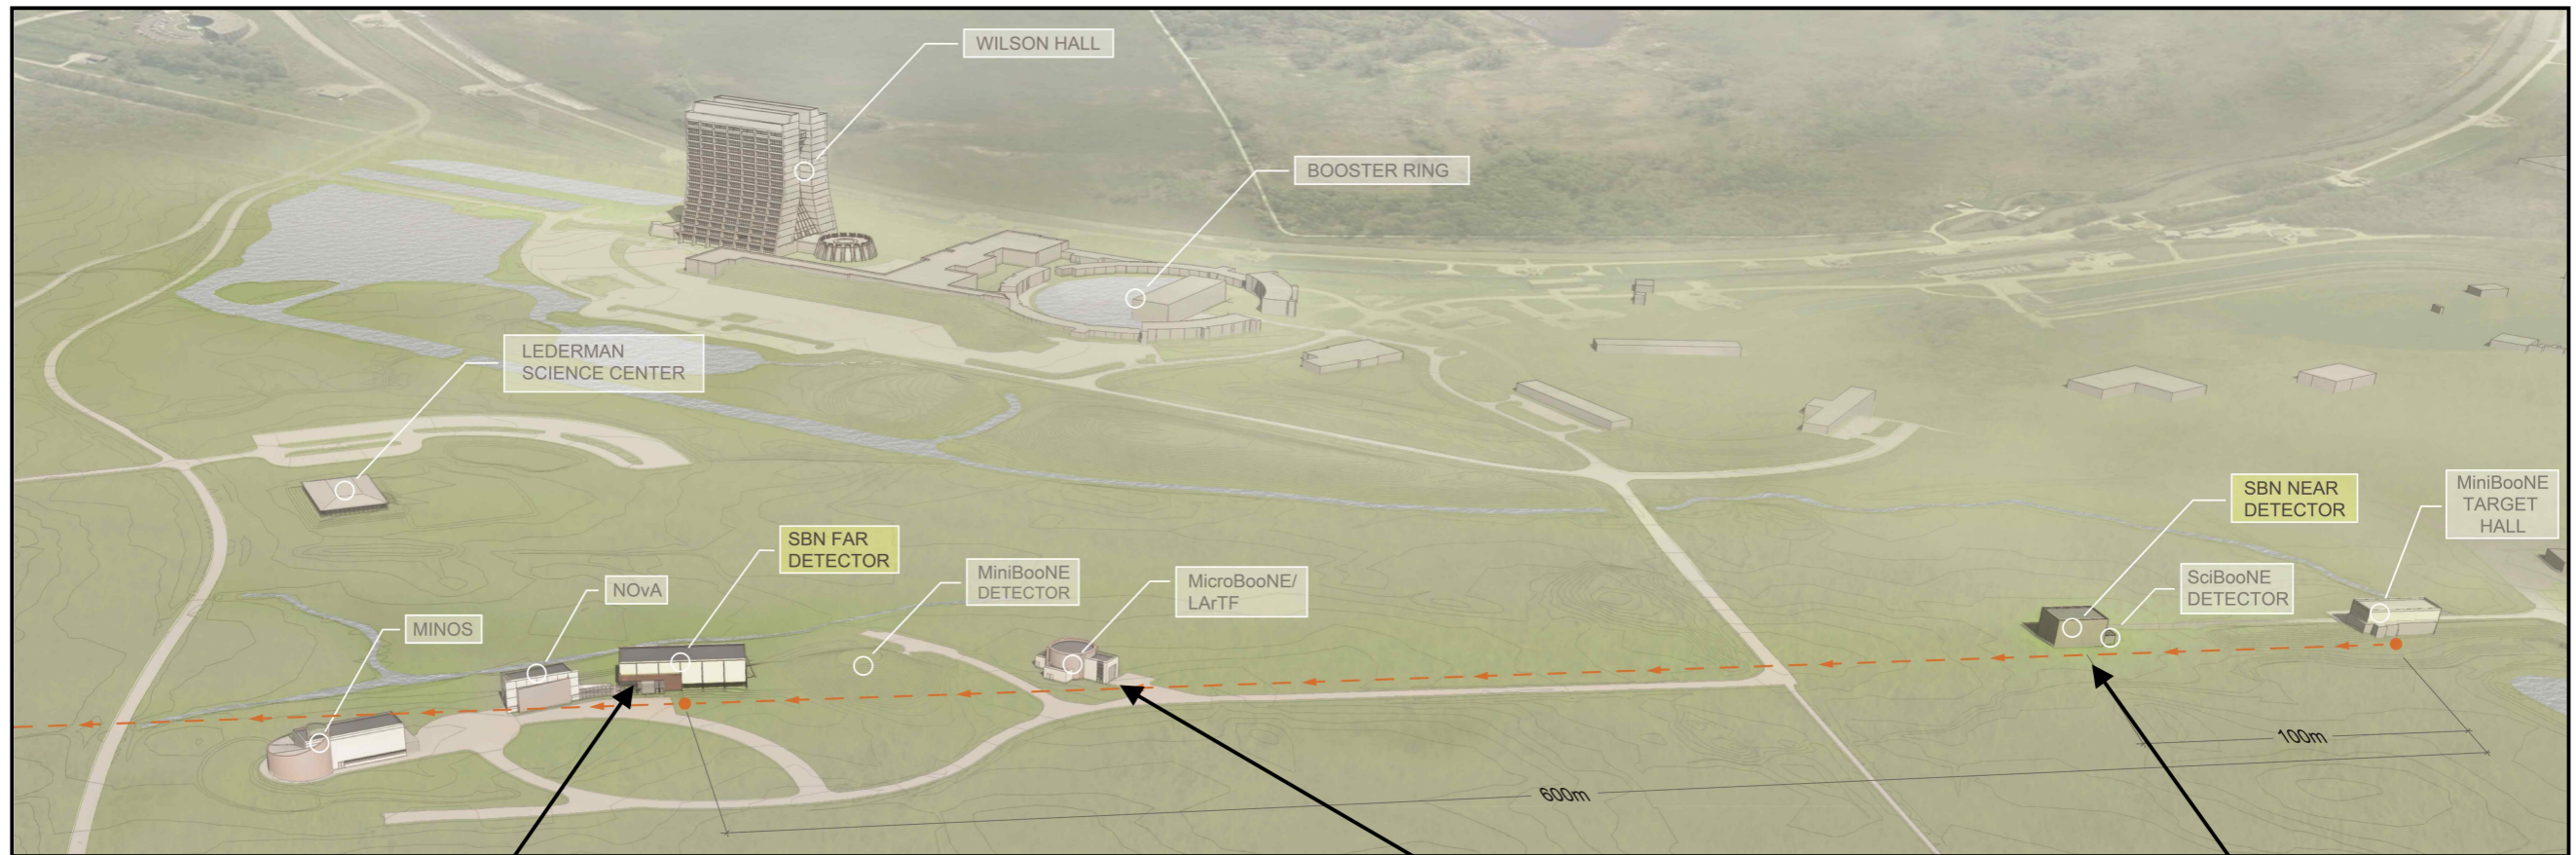 WILSON HALL
BOOSTER RING
LEDERMAN
SCIENCE CENTER
SBN NEAR
DETECTOR
MiniBooNE
TARGET
HALL
SBN FAR
DETECTOR
MiniBooNE
DETECTOR
MicroBooNE/
LArTF
SciBooNE
DETECTOR
NOvA
MINOS
100m
600m